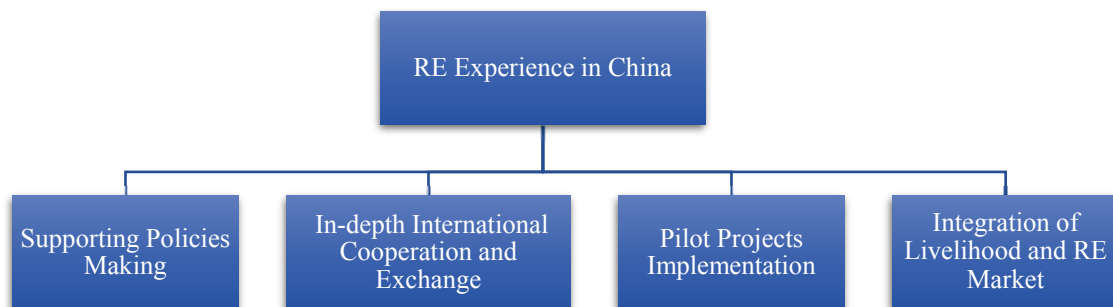 RE Experience in China
Supporting Policies
Making
In-depth International
Cooperation and
Exchange
Pilot Projects
Implementation
Integration of
Livelihood and RE
Market